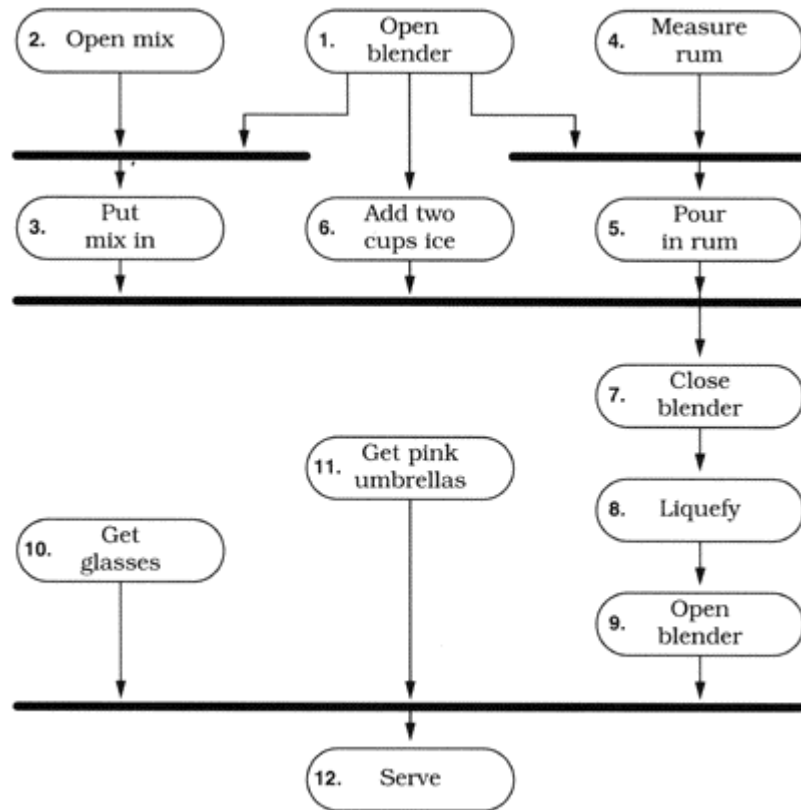 2. Open mix
1. Open
blender
4. Measure
rum
3. Put
mix in
6. Add two
cups ice
5. Pour
in rum
7. Close
blender
11. Get pink
umbrellas
8. Liquefy
10. Get
glasses
9. Open
blender
12. Serve